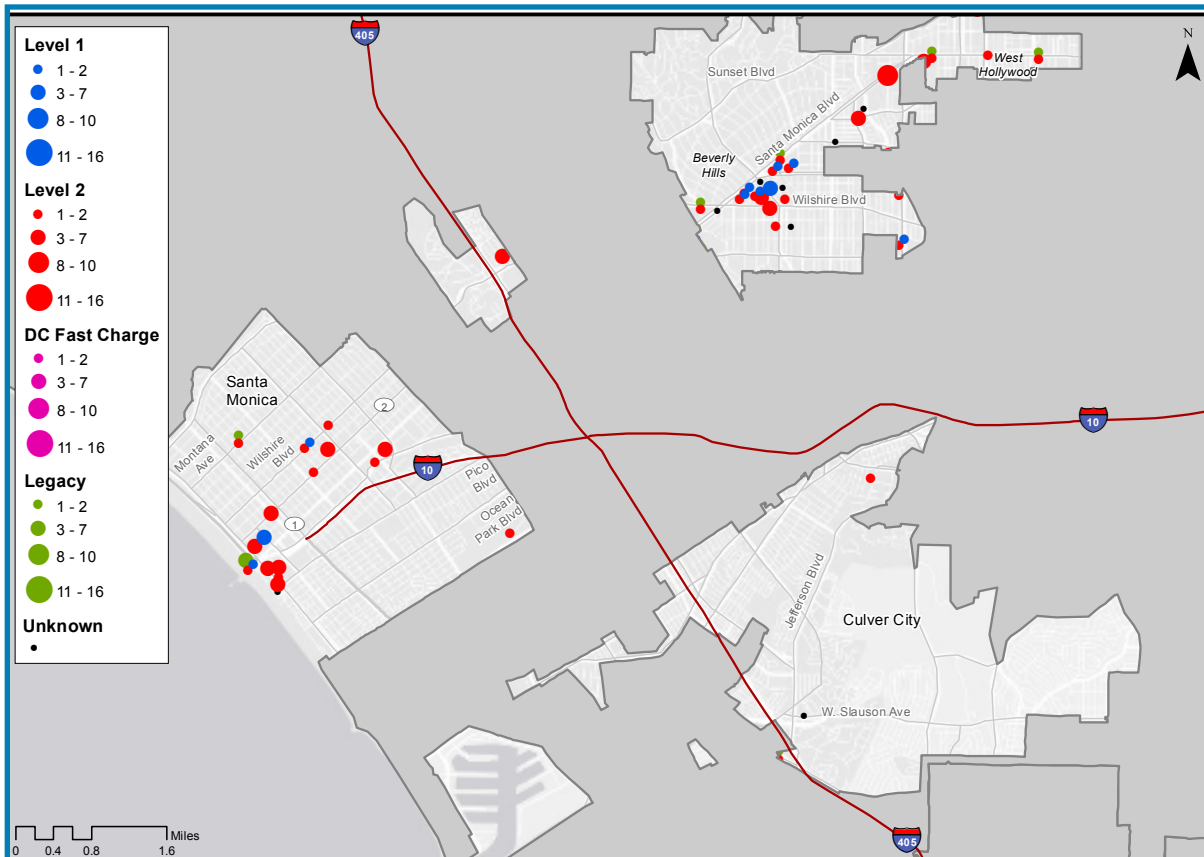 Level 1
1 - 2
3 - 7
8 - 10
11 - 16
Level 2
1 - 2
3 - 7
8 - 10
11 - 16
DC Fast Charge
1 - 2
3 - 7
8 - 10
11 - 16
Legacy
1 - 2
3 - 7
8 - 10
11 - 16
Unknown
405
N
West
Hollywood
Sunset Blvd
Santa Monica Blvd
Beverly
Hills
Wilshire Blvd
Santa
Monica
2
Montana
Ave
Wilshire
Blvd
10
10
Pico
Blvd
Ocean
Park Blvd
1
Jefferson Blvd
Culver City
W. Slauson Ave
405
Miles
0 0.4 0.8 1.6